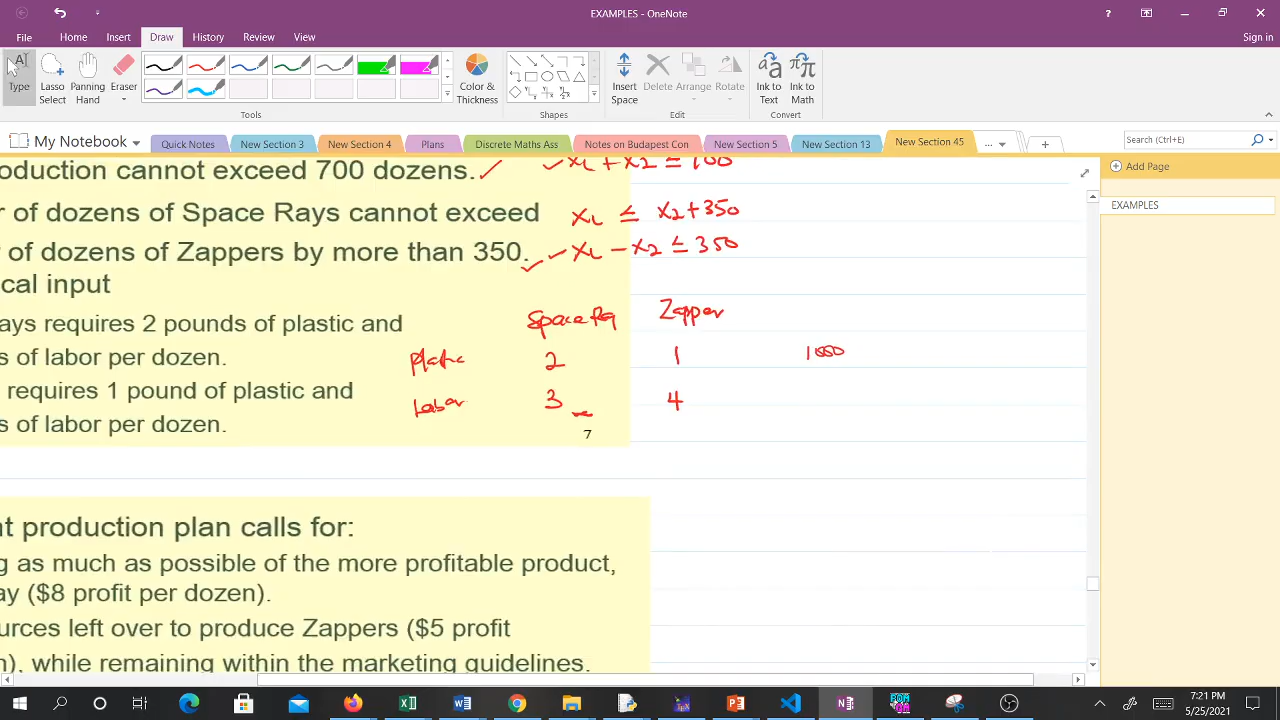 EXAMPLES - OneNote
Sign in
File Home Insert Draw History Review View
Type
Lasso Select
Panning Hand
Eraser
Color & Thickness
Insert Space
Delete
Arrange
Rotate
Ink to Text
Ink to Math
Tools
Shapes
Edit
Convert
My Notebook
Quick Notes
New Section 3
New Section 4
Plans
Discrete Maths Ass
Notes on Budapest Con
New Section 5
New Section 13
New Section 45
Search (Ctrl+E)
Add Page
EXAMPLES
oduction cannot exceed 700 dozens.
r of dozens of Space Rays cannot exceed
r of dozens of Zappers by more than 350.
cal input
ays requires 2 pounds of plastic and
s of labor per dozen.
requires 1 pound of plastic and
s of labor per dozen.
7
x1 + x2 ≤ 700
x1 ≤ x2 + 350
x1 - x2 ≤ 350
Space Ray Zapper
Plastic 2 1 1000
Labor 3 4
nt production plan calls for:
g as much as possible of the more profitable product,
ay ($8 profit per dozen).
urces left over to produce Zappers ($5 profit
n), while remaining within the marketing guidelines.
7:21 PM
5/25/2021